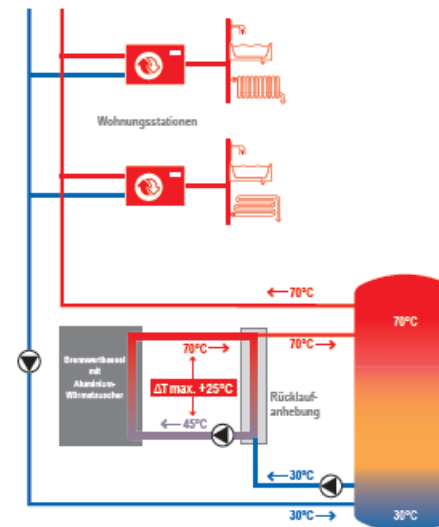 Wohnungsstationen
←70°C
70°C
70°C→
70°C→
Brennwertkessel
mit
Aluminium-
Wärmetauscher
ΔT max. +25°C
Rücklauf-
anhebung
←45°C
←30°C
30°C→
30°C